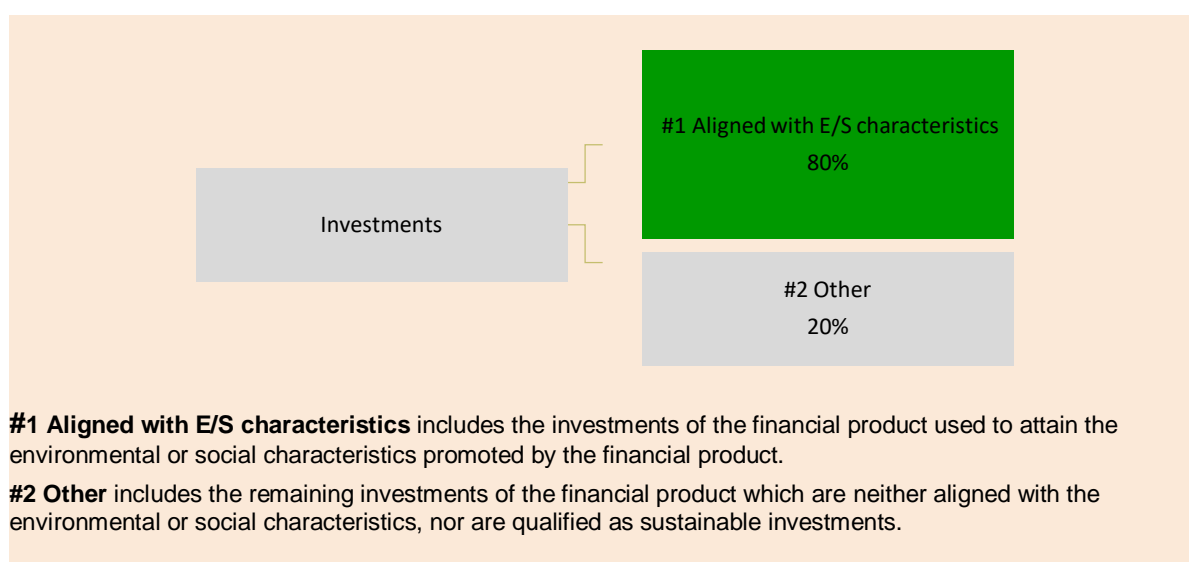 #1 Aligned with E/S characteristics
80%
Investments
#2 Other
20%
#1 Aligned with E/S characteristics includes the investments of the financial product used to attain the
environmental or social characteristics promoted by the financial product.
#2 Other includes the remaining investments of the financial product which are neither aligned with the
environmental or social characteristics, nor are qualified as sustainable investments.